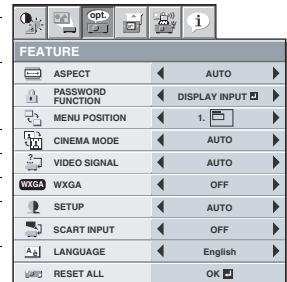 opt.
FEATURE
ASPECT AUTO
PASSWORD FUNCTION DISPLAY INPUT
MENU POSITION 1.
CINEMA MODE AUTO
VIDEO SIGNAL AUTO
WXGA WXGA OFF
SETUP AUTO
SCART INPUT OFF
LANGUAGE English
RESET ALL OK